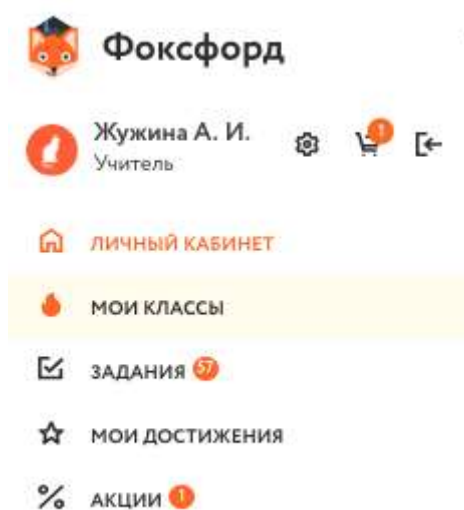 Фоксфорд
Жужина А. И.
1
Учитель
ЛИЧНЫЙ КАБИНЕТ
МОИ КЛАССЫ
ЗАДАНИЯ 57
МОИ ДОСТИЖЕНИЯ
% АКЦИИ 1